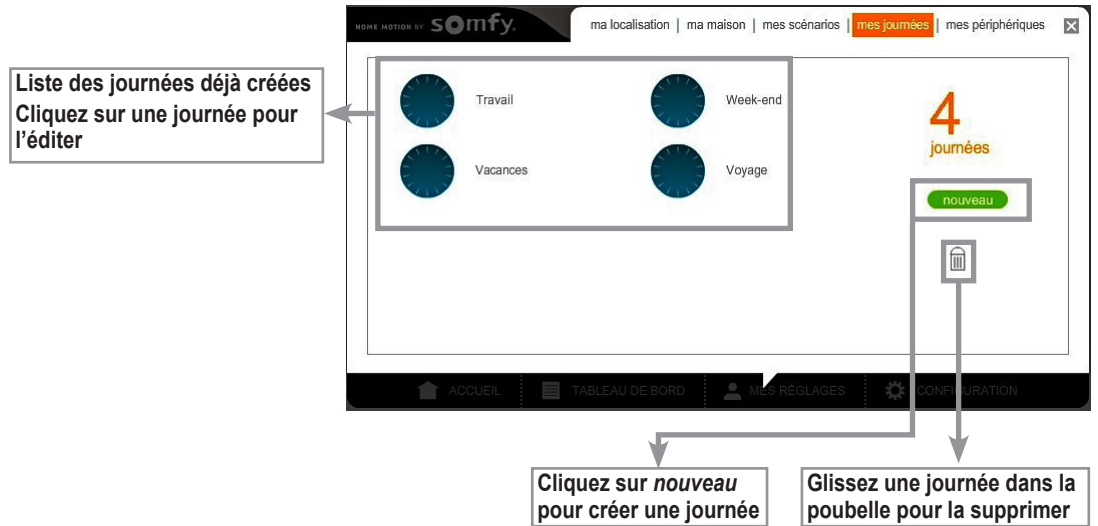 HOME MOTION BY somfy.
ma localisation | ma maison | mes scénarios | mes journées | mes périphériques
Liste des journées déjà créées
Cliquez sur une journée pour
l'éditer
Travail
Week-end
Vacances
Voyage
4
journées
nouveau
ACCUEIL
TABLEAU DE BORD
MES RÉGLAGES
CONFIGURATION
Cliquez sur nouveau
pour créer une journée
Glissez une journée dans la
poubelle pour la supprimer